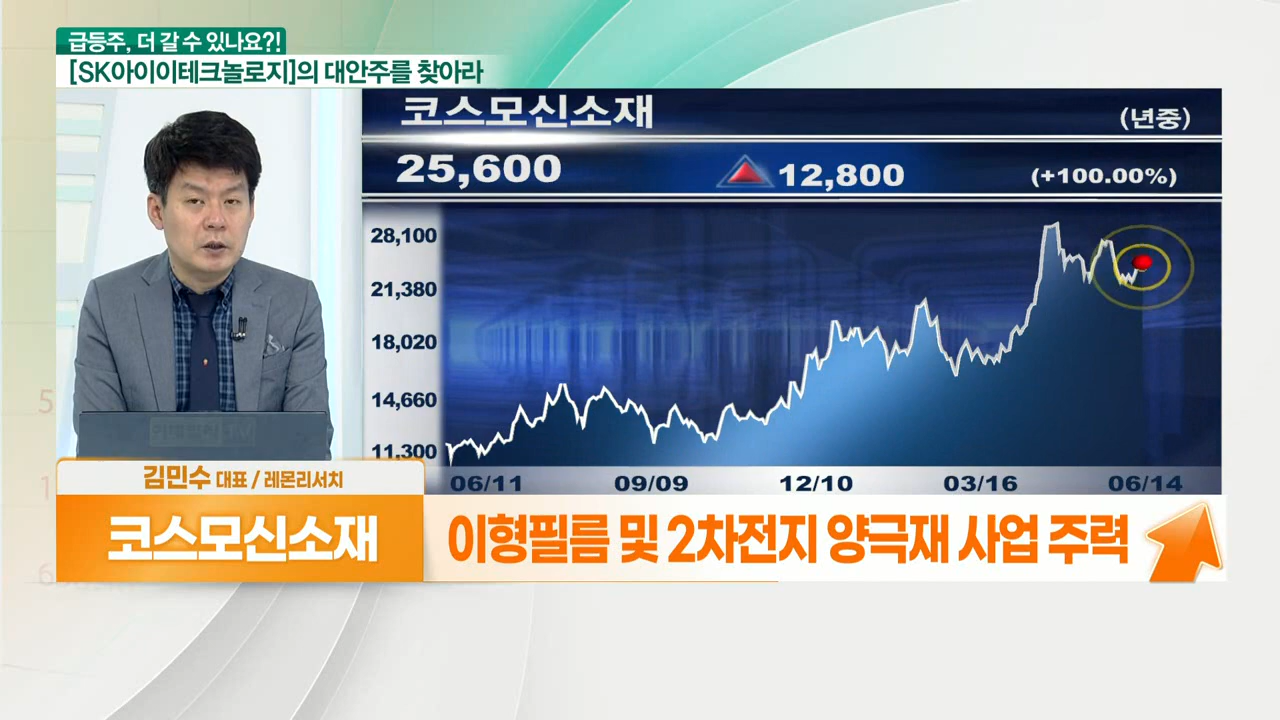 급등주, 더 갈 수 있나요?!
[SK아이이테크놀로지]의 대안주를 찾아라
코스모신소재 (년중)
25,600 12,800 (+100.00%)
28,100
21,380
18,020
14,660
11,300
06/11 09/09 12/10 03/16 06/14
김민수 대표 / 레몬리서치
코스모신소재
이형필름 및 2차전지 양극재 사업 주력
5
1
6